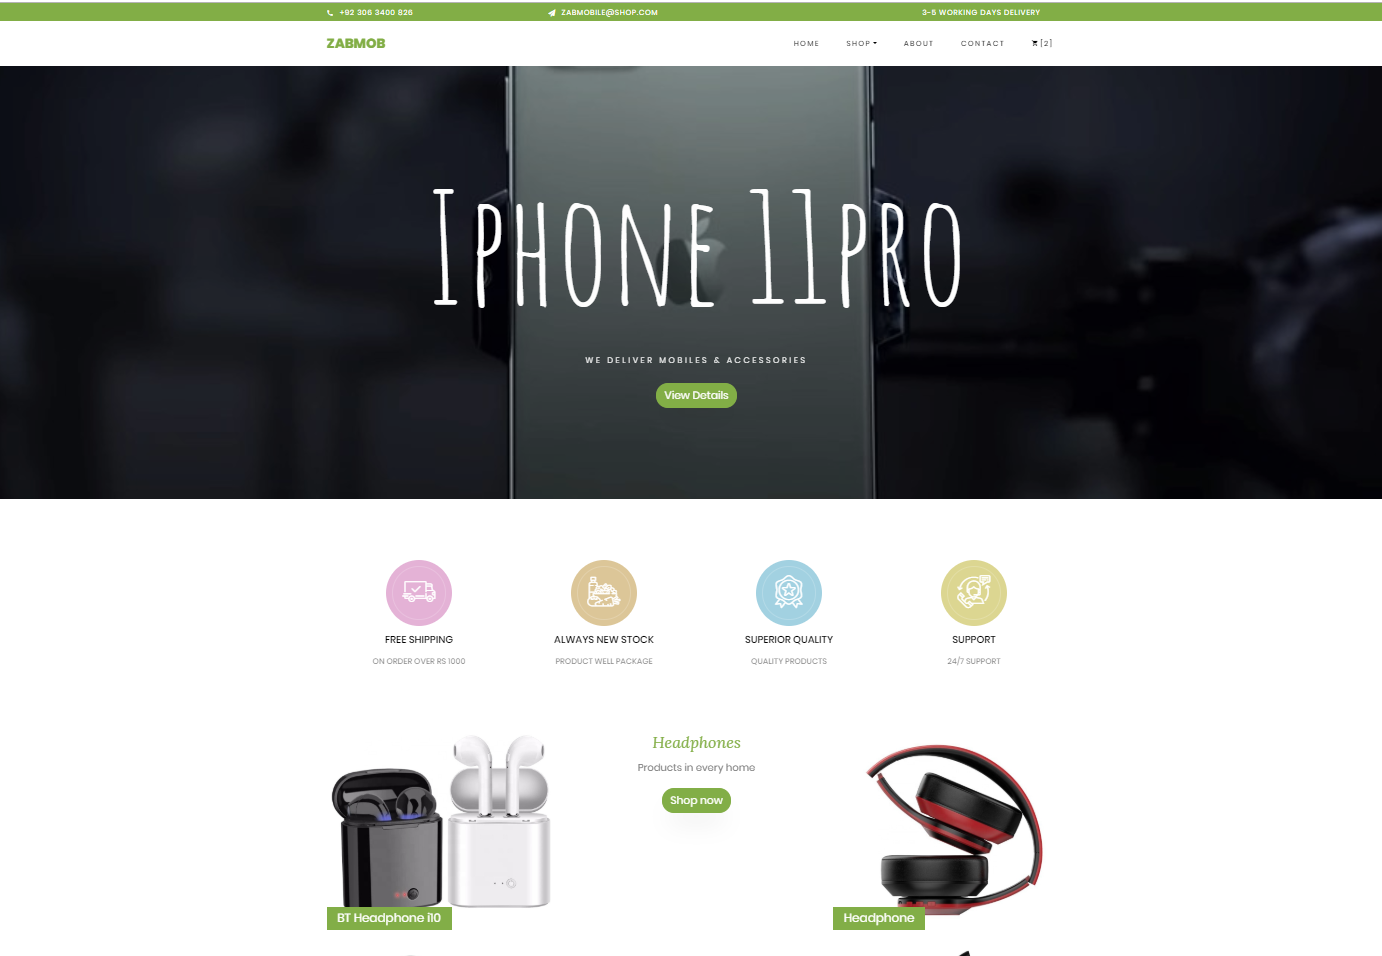 +92 306 3400 826
ZABMOBILE@SHOP.COM
3-5 WORKING DAYS DELIVERY
ZABMOB
HOME
SHOP
ABOUT
CONTACT
[2]
IPHONE 11PRO
WE DELIVER MOBILES & ACCESSORIES
View Details
FREE SHIPPING
ON ORDER OVER RS 1000
ALWAYS NEW STOCK
PRODUCT WELL PACKAGE
SUPERIOR QUALITY
QUALITY PRODUCTS
SUPPORT
24/7 SUPPORT
Headphones
Products in every home
Shop now
BT Headphone i10
Headphone